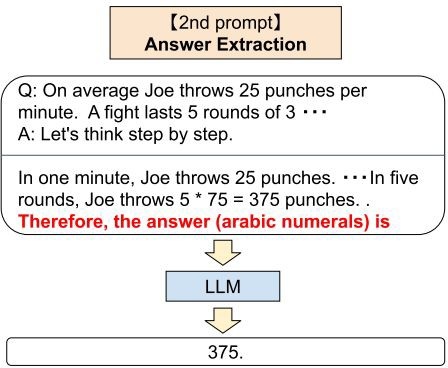 【2nd prompt】
Answer Extraction
Q: On average Joe throws 25 punches per
minute. A fight lasts 5 rounds of 3 ･･･
A: Let's think step by step.
In one minute, Joe throws 25 punches. ･･･In five
rounds, Joe throws 5 * 75 = 375 punches. .
Therefore, the answer (arabic numerals) is
LLM
375.